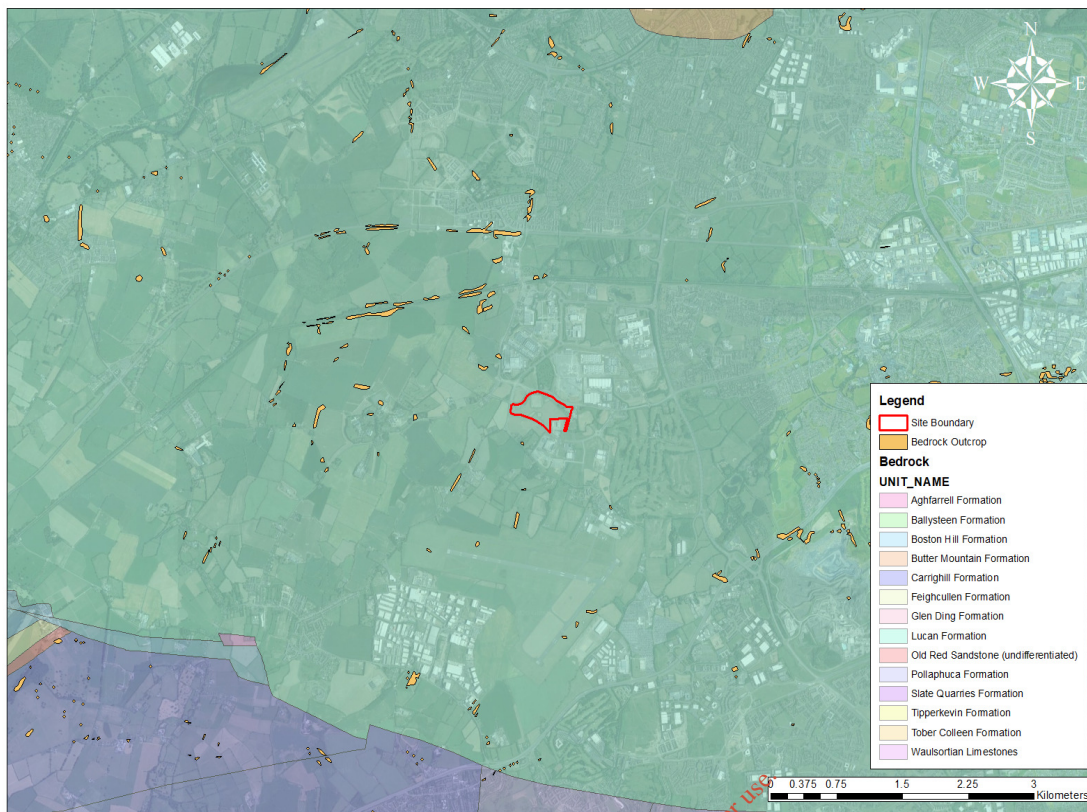 N
W E
S
Legend
Site Boundary
Bedrock Outcrop
Bedrock
UNIT_NAME
Aghfarrell Formation
Ballysteen Formation
Boston Hill Formation
Butter Mountain Formation
Carrighill Formation
Feighcullen Formation
Glen Ding Formation
Lucan Formation
Old Red Sandstone (undifferentiated)
Pollaphuca Formation
Slate Quarries Formation
Tipperkevin Formation
Tober Colleen Formation
Waulsortian Limestones
0 0.375 0.75 1.5 2.25 3
Kilometers